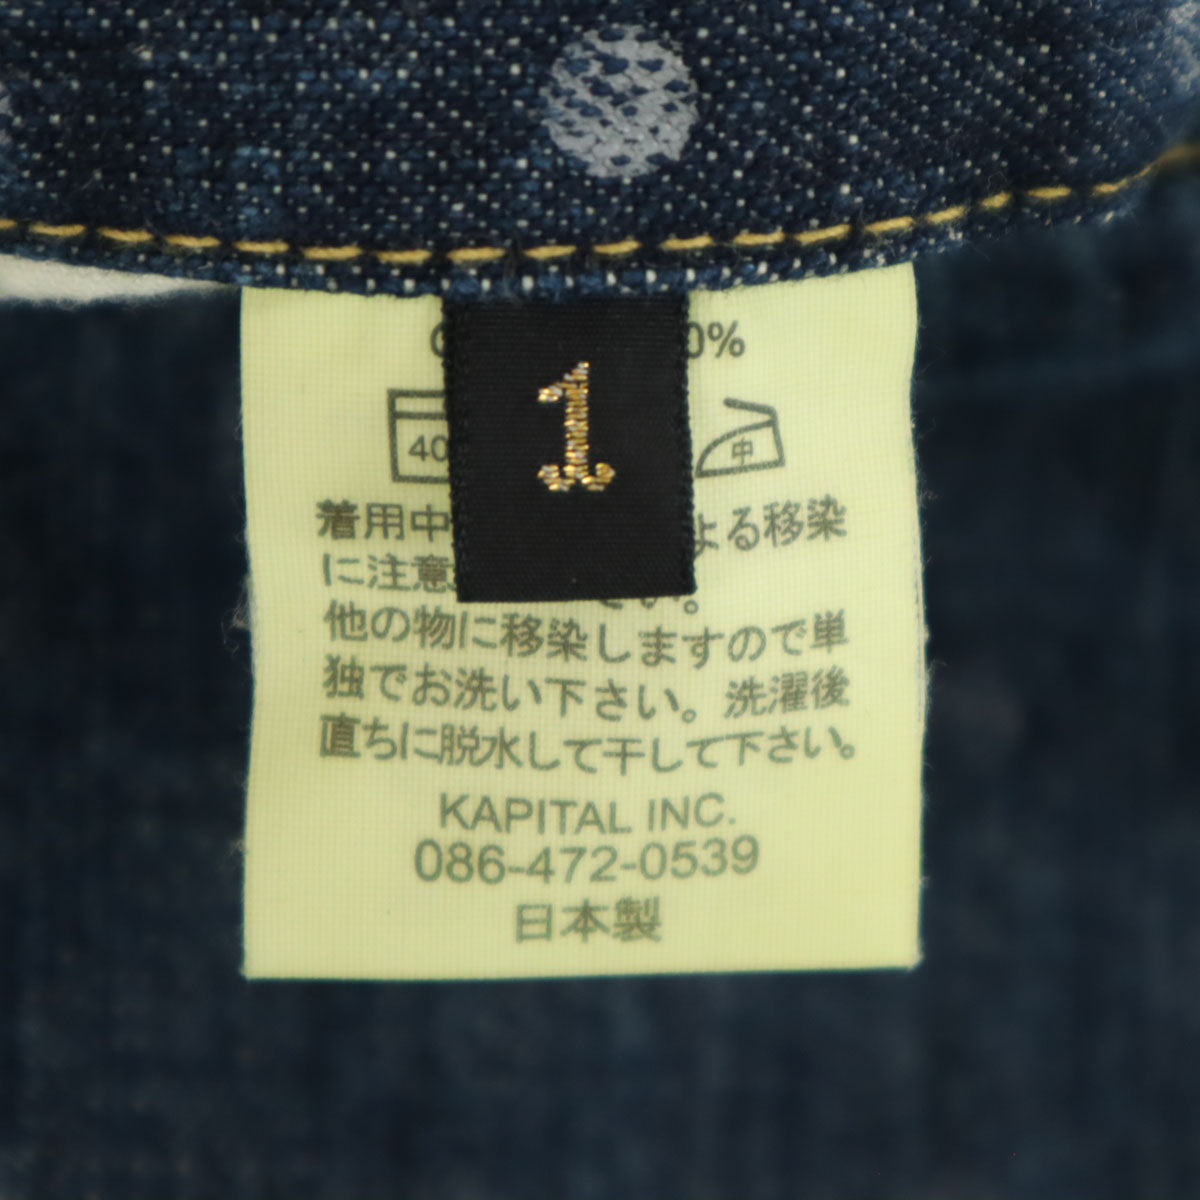 0%
1
40
中
着用中 よる移染
に注意 さい。
他の物に移染しますので単
独でお洗い下さい。洗濯後
直ちに脱水して干して下さい。
KAPITAL INC.
086-472-0539
日本製